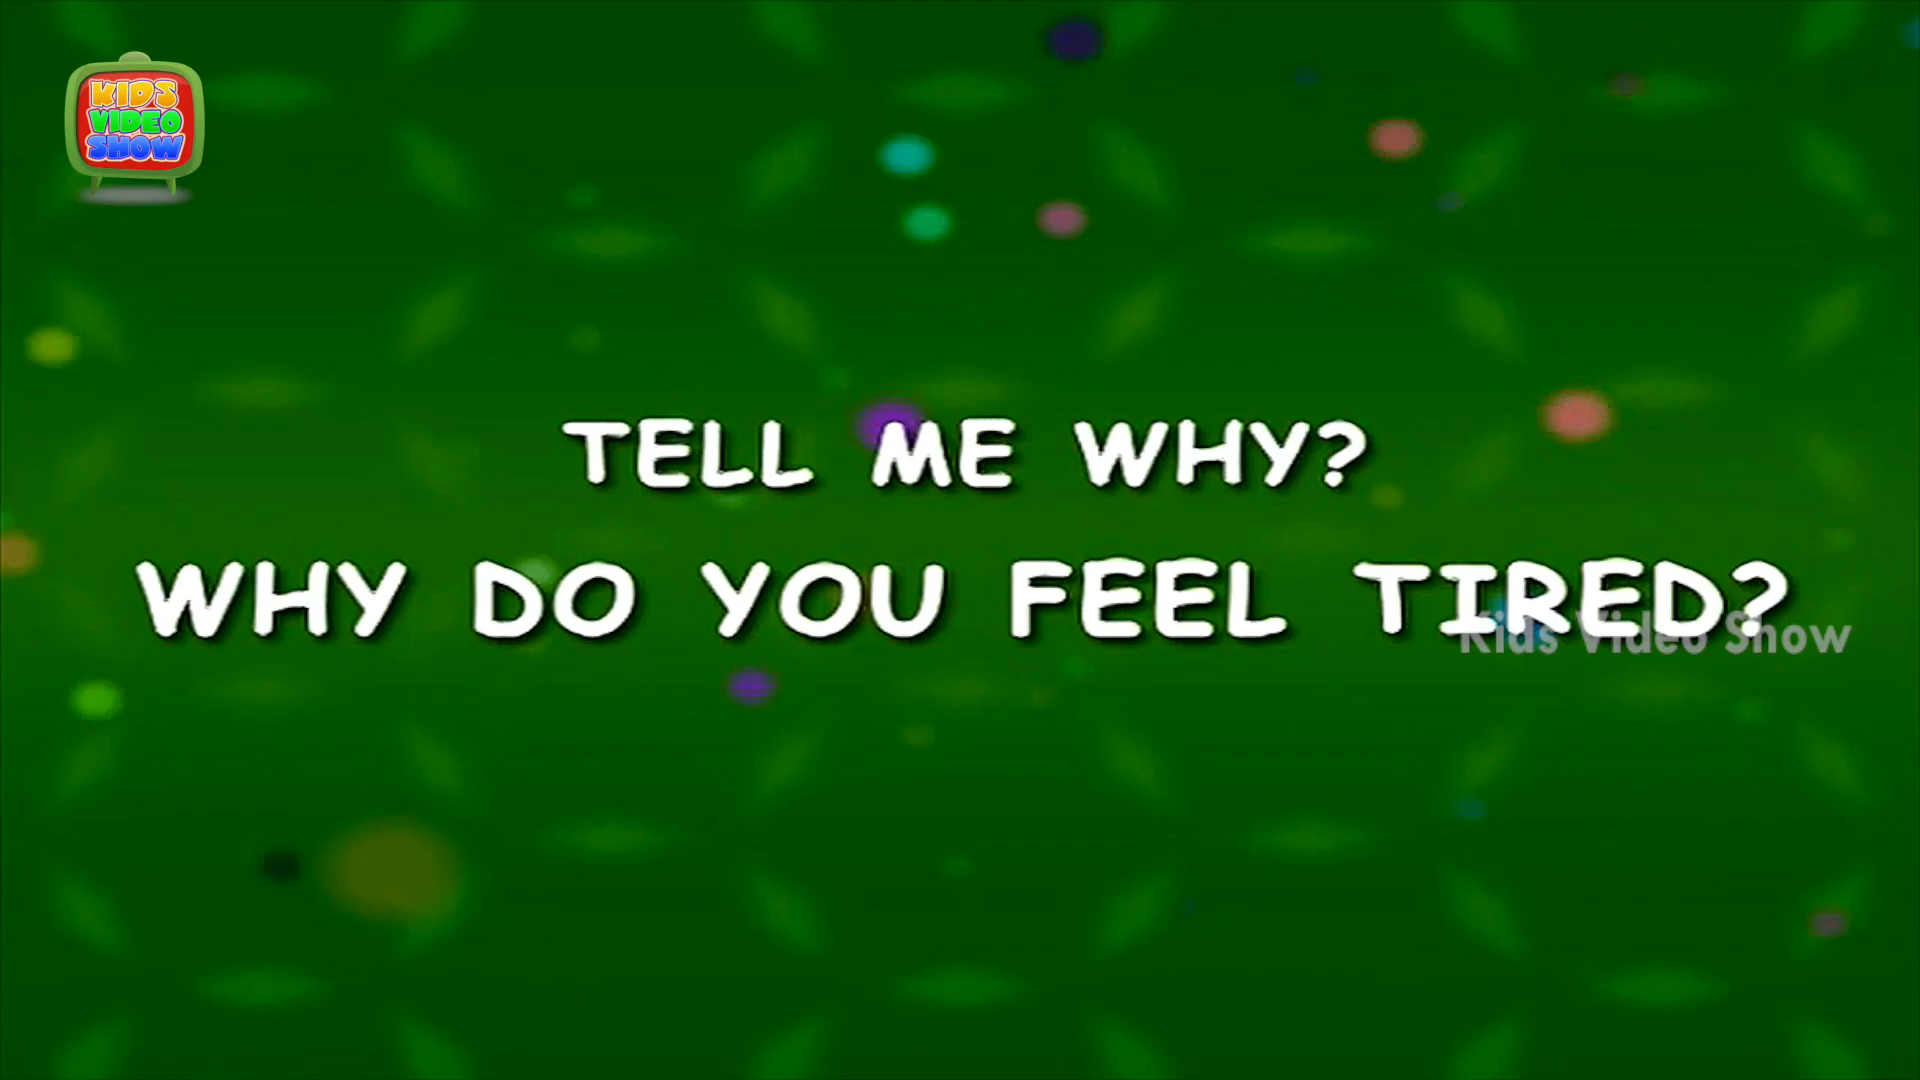 KIDS
VIDEO
SHOW
TELL ME WHY?
WHY DO YOU FEEL TIRED?
Kids Video Show